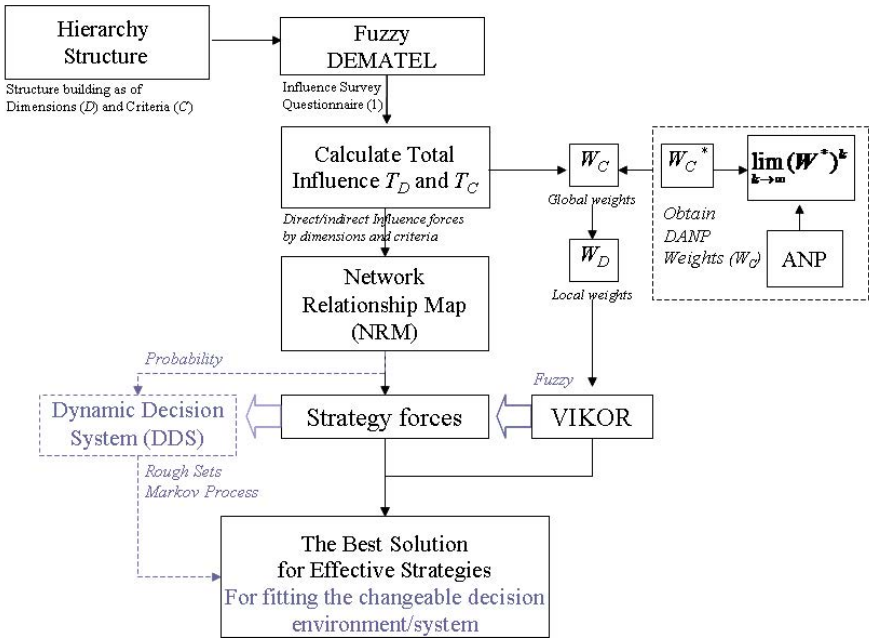 Hierarchy
Structure
Fuzzy
DEMATEL
Structure building as of
Dimensions (D) and Criteria (C)
Influence Survey
Questionnaire (1)
Calculate Total
Influence T_D and T_C
W_C
Global weights
W_C*
lim(W*)^k
k→∞
Obtain
DANP
Weights (W_C)
ANP
Direct/indirect Influence forces
by dimensions and criteria
W_D
Local weights
Network
Relationship Map
(NRM)
Probability
Fuzzy
Dynamic Decision
System (DDS)
Strategy forces
VIKOR
Rough Sets
Markov Process
The Best Solution
for Effective Strategies
For fitting the changeable decision
environment/system